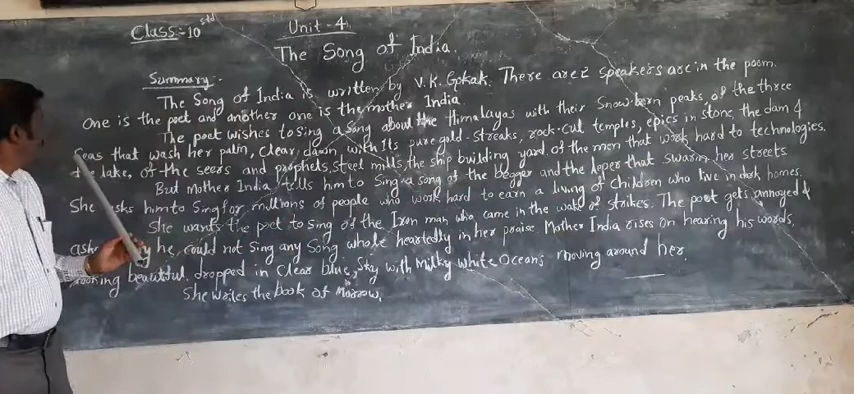 Class:-10
Unit - 4
The Song of India.
Summary:-
The Song of India is written by V.K. Gokak. There are 2 speakers are in the poem.
One is the poet and another one is the mother India
The poet wishes to sing a song about the Himalayas with their snow-born peaks of the three
Seas that wash her palm, clear, dawn, with its pure gold-streaks, rock-cut temples, epics in stone, the dam &
the lake, of the seers and prophets, steel mills, the ship building yard of the men that work hard to technologies.
But Mother India tells him to sing a song of the beggar and the leper that swarm her streets
She asks him to sing for millions of people who work hard to earn a living of children who live in dark homes.
She wants the poet to sing of the Iron man who came in the wake of strikes. The poet gets annoyed &
he, could not sing any song whole heartedly in her praise Mother India rises on hearing his words,
beautiful, dropped in clear blue, sky with milky white oceans moving around her.
She writes the book of Morrow.